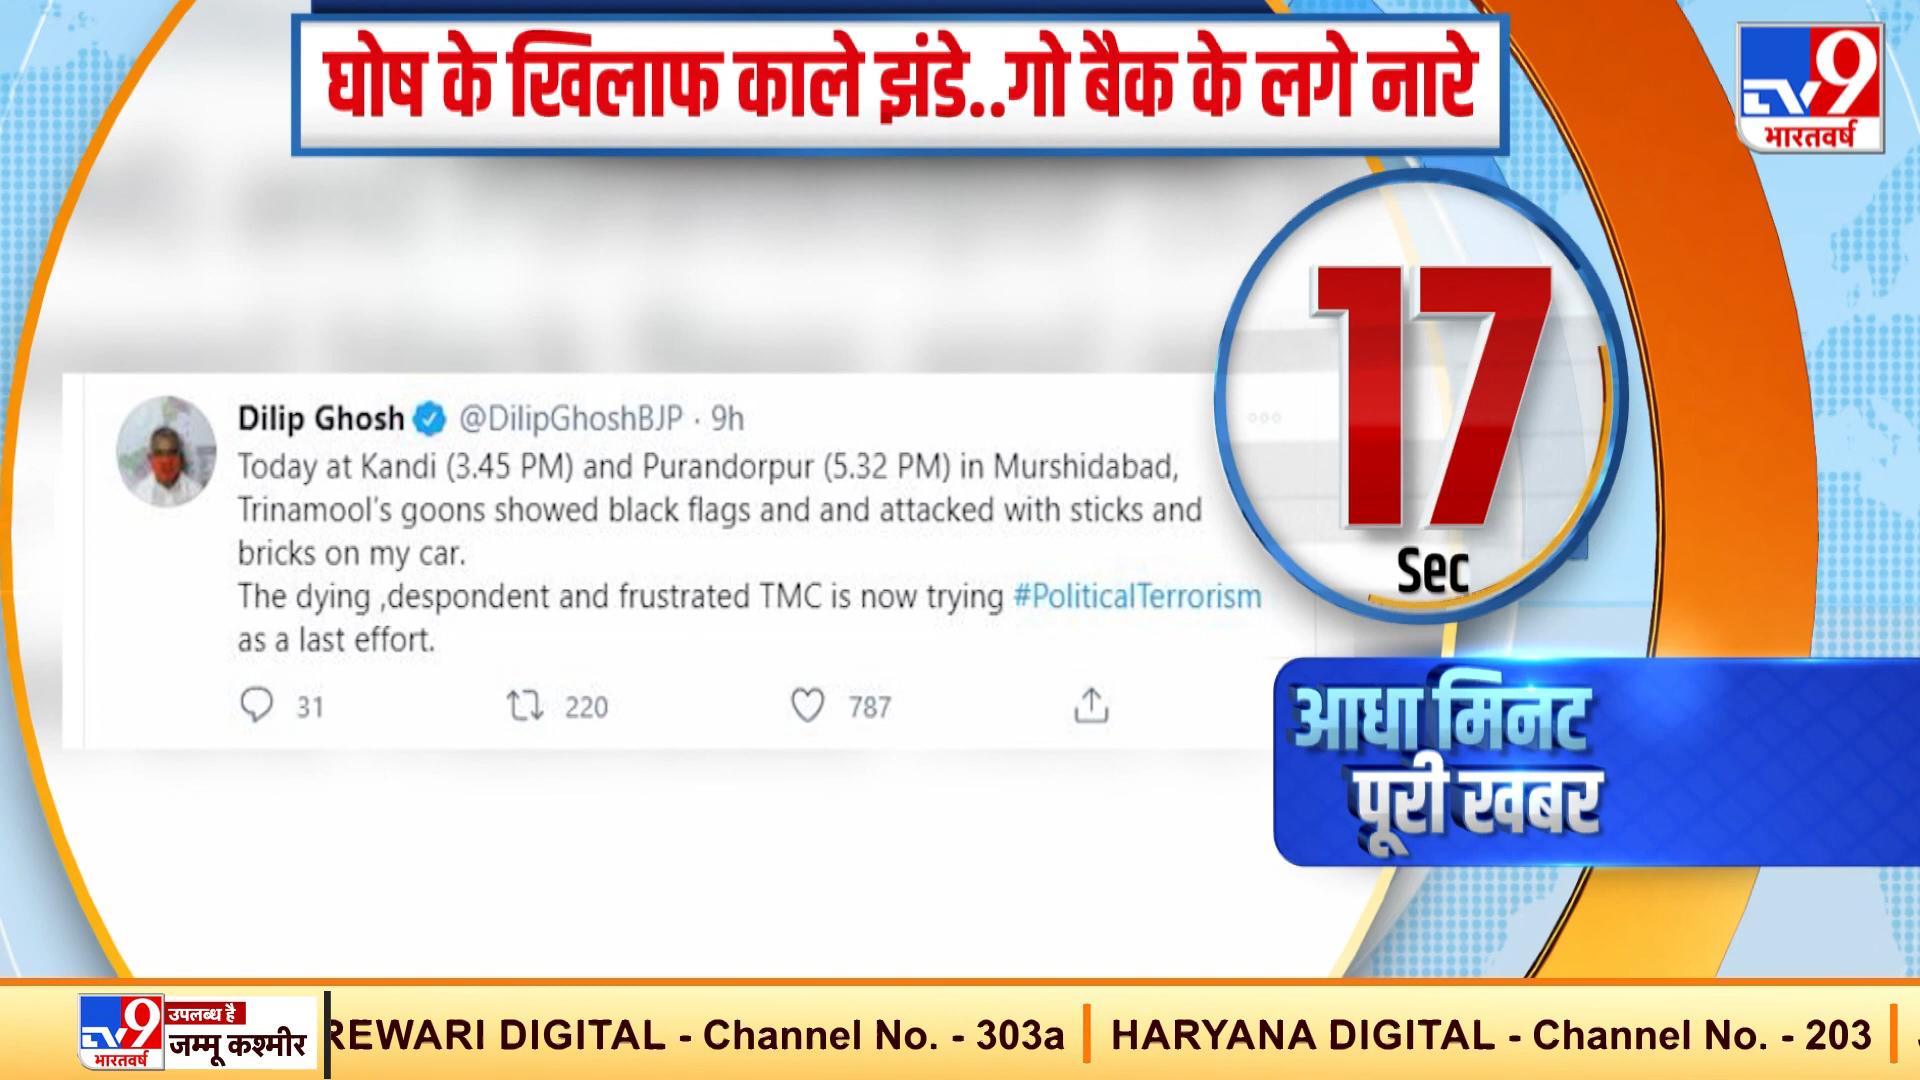 घोष के खिलाफ काले झंडे..गो बैक के लगे नारे
TV9
भारतवर्ष
17
Sec
Dilip Ghosh @DilipGhoshBJP · 9h
Today at Kandi (3.45 PM) and Purandorpur (5.32 PM) in Murshidabad,
Trinamool's goons showed black flags and and attacked with sticks and
bricks on my car.
The dying ,despondent and frustrated TMC is now trying #PoliticalTerrorism
as a last effort.
31 220 787
आधा मिनट
पूरी खबर
TV9
भारतवर्ष
उपलब्ध है
जम्मू कश्मीर
REWARI DIGITAL - Channel No. - 303a | HARYANA DIGITAL - Channel No. - 203